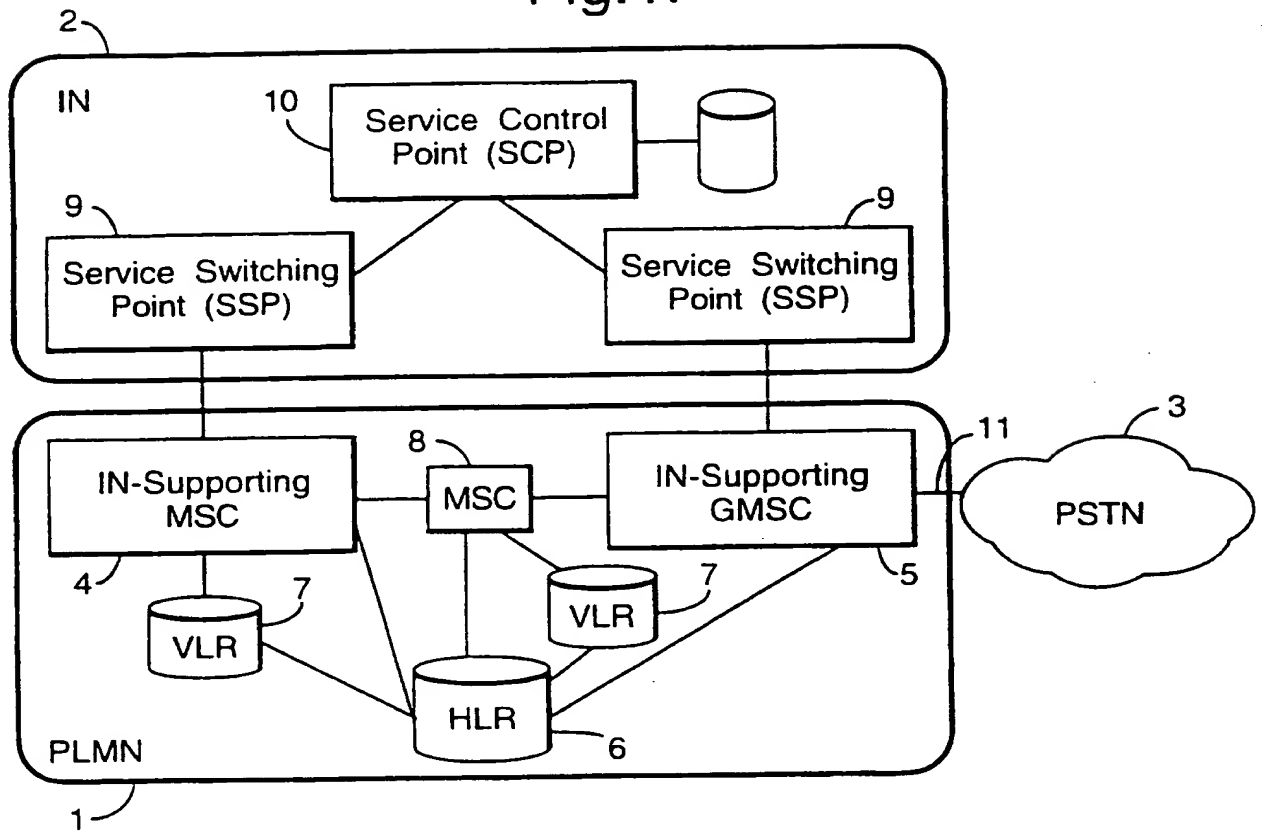 2
IN
10
Service Control
Point (SCP)
9
Service Switching
Point (SSP)
9
Service Switching
Point (SSP)
3
11
PSTN
IN-Supporting
MSC
4
8
MSC
IN-Supporting
GMSC
5
7
VLR
7
VLR
HLR
6
PLMN
1